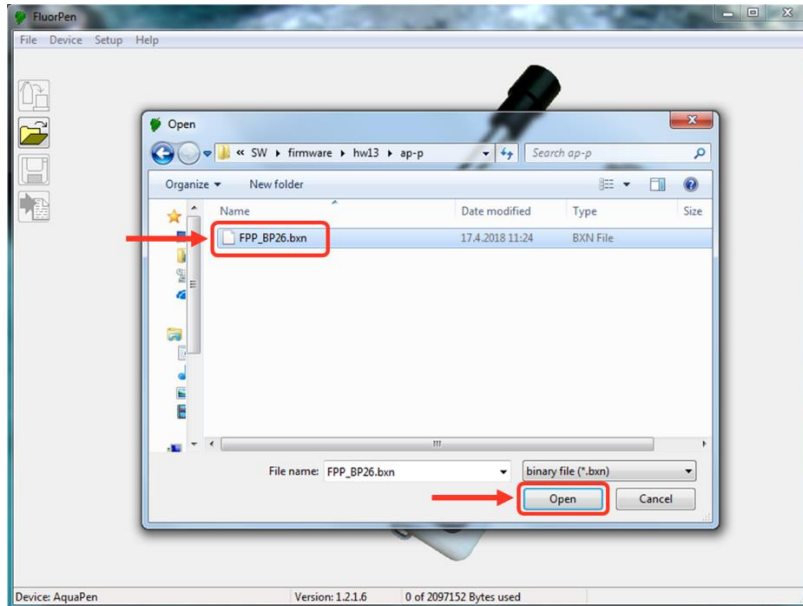 FluorPen
File Device Setup Help
Open
« SW ▸ firmware ▸ hw13 ▸ ap-p
Search ap-p
Organize New folder
Name Date modified Type Size
FPP_BP26.bxn 17.4.2018 11:24 BXN File
File name: FPP_BP26.bxn binary file (*.bxn)
Open Cancel
Device: AquaPen Version: 1.2.1.6 0 of 2097152 Bytes used